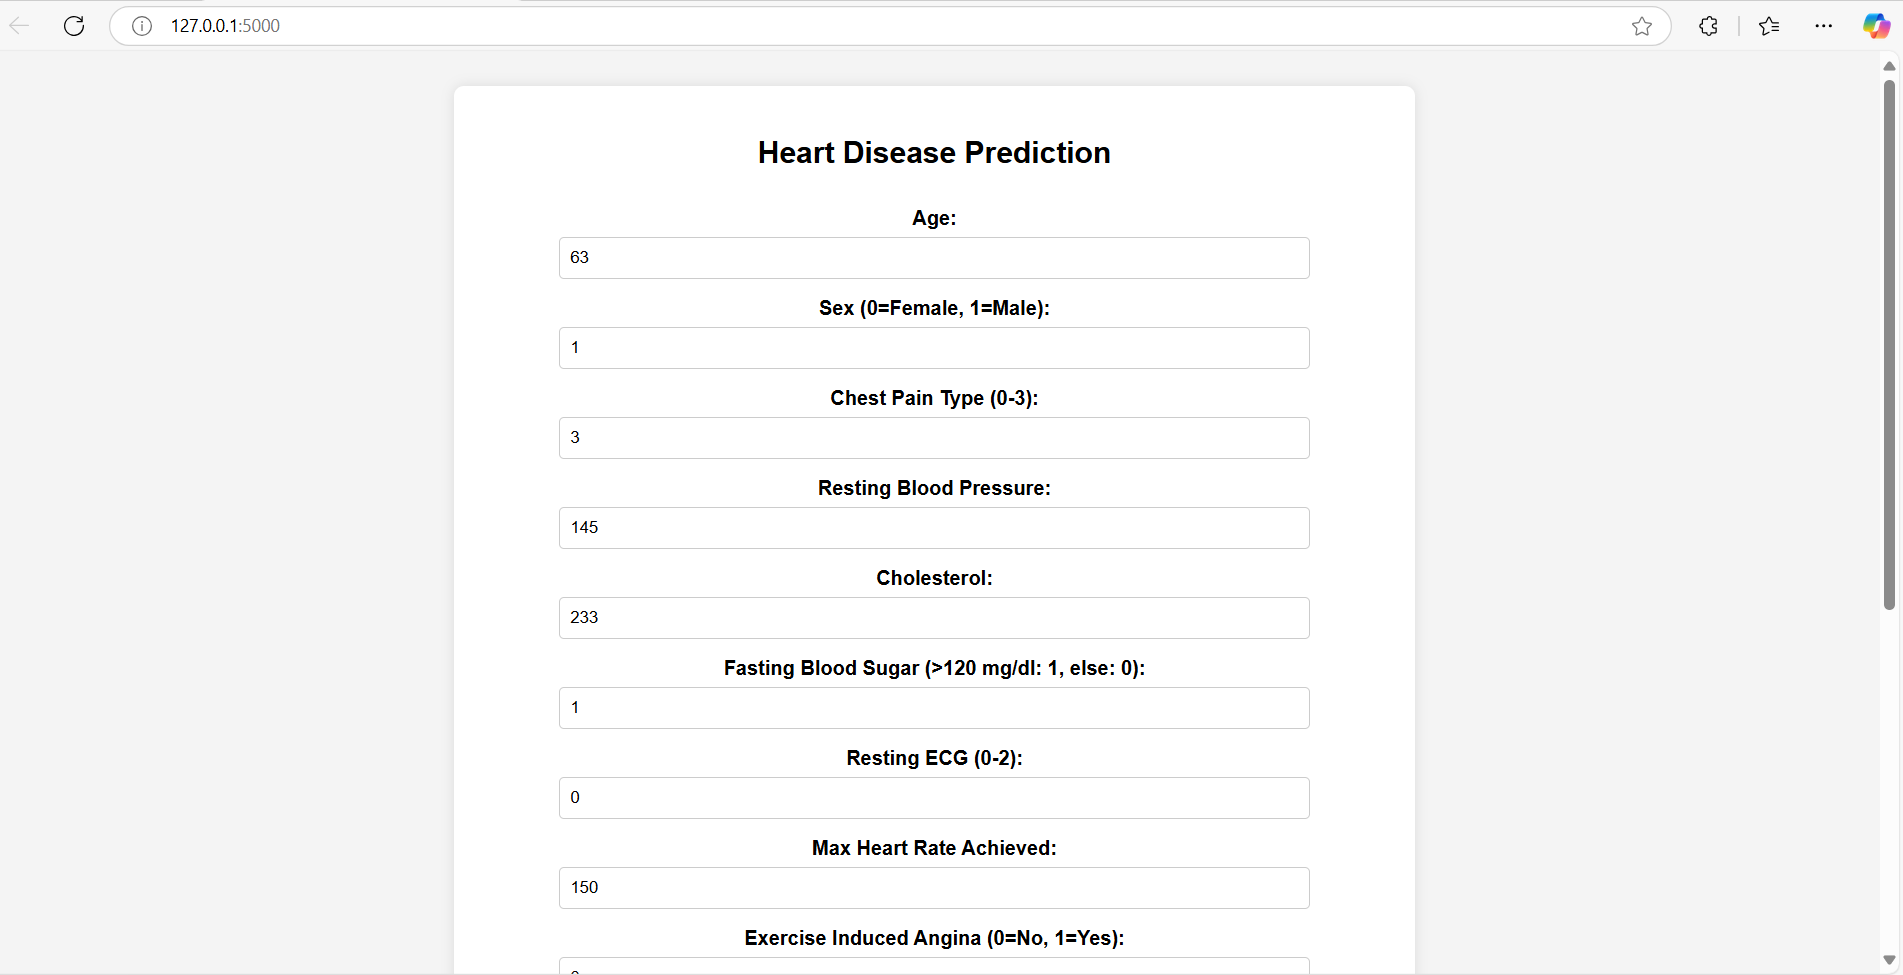 127.0.0.1:5000
Heart Disease Prediction
Age:
63
Sex (0=Female, 1=Male):
1
Chest Pain Type (0-3):
3
Resting Blood Pressure:
145
Cholesterol:
233
Fasting Blood Sugar (>120 mg/dl: 1, else: 0):
1
Resting ECG (0-2):
0
Max Heart Rate Achieved:
150
Exercise Induced Angina (0=No, 1=Yes):